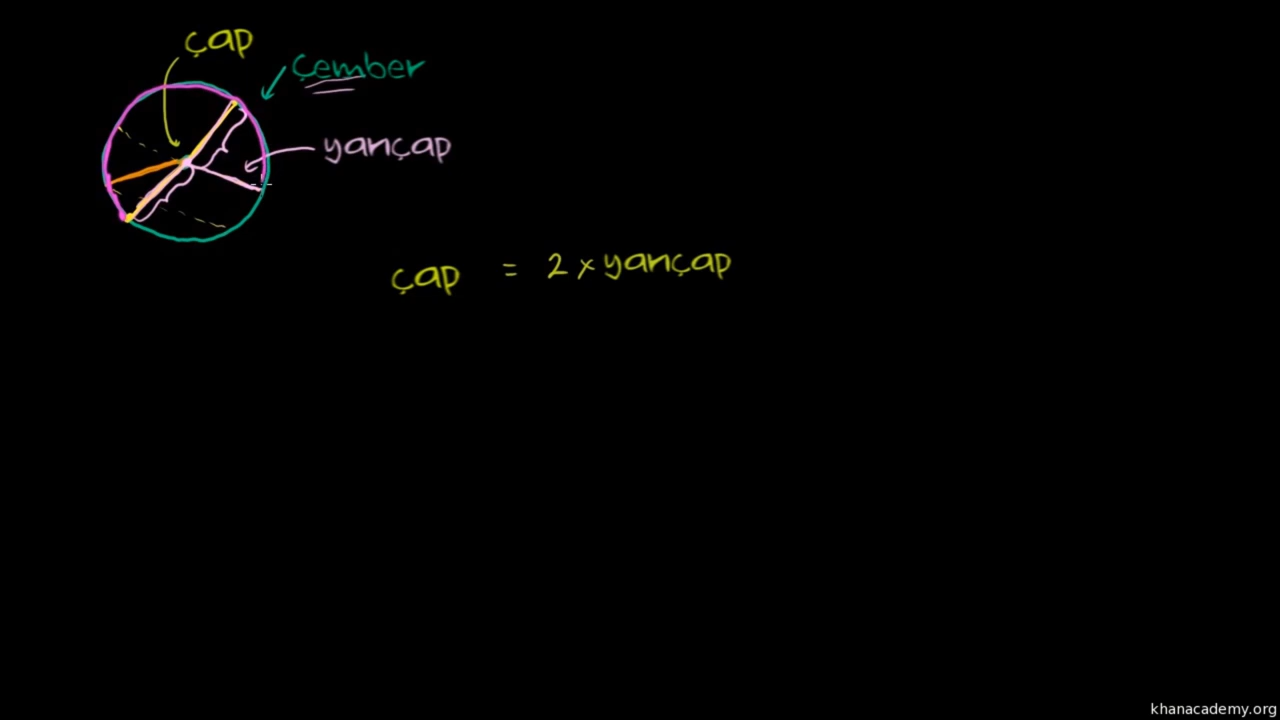 çap
çember
yançap
çap = 2 x yançap
khanacademy.org